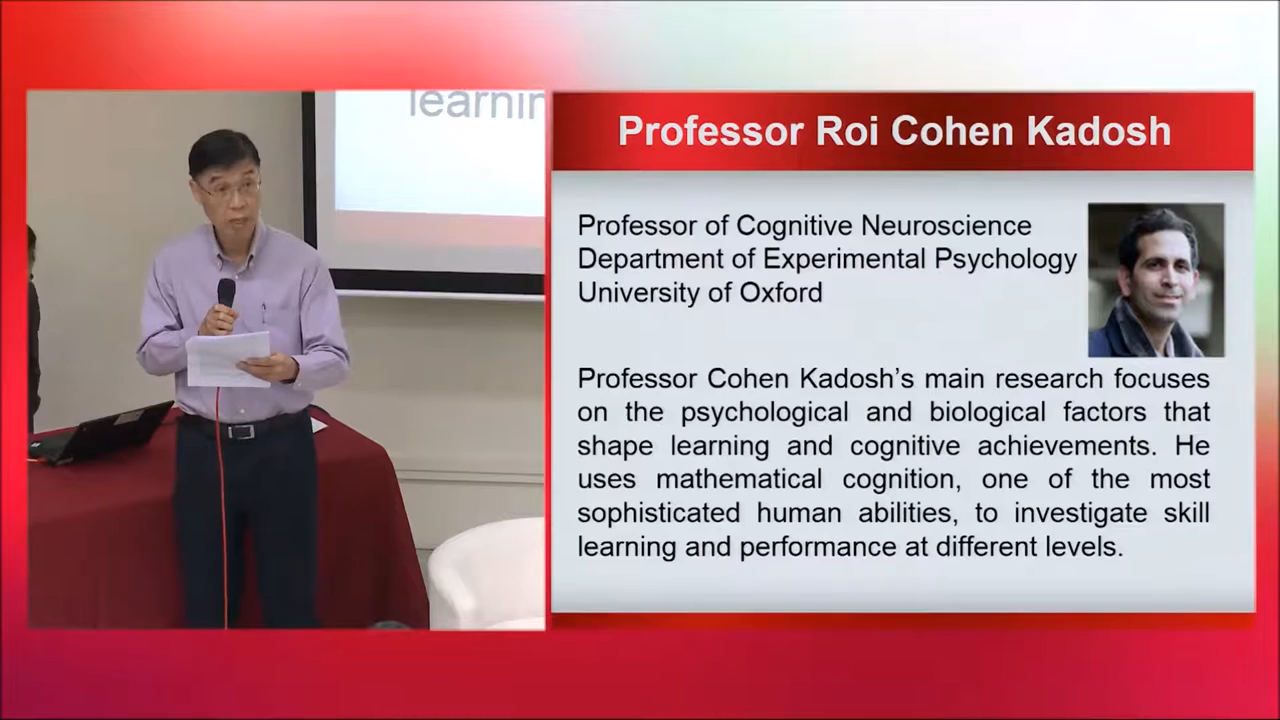 learnin
Professor Roi Cohen Kadosh
Professor of Cognitive Neuroscience
Department of Experimental Psychology
University of Oxford
Professor Cohen Kadosh's main research focuses
on the psychological and biological factors that
shape learning and cognitive achievements. He
uses mathematical cognition, one of the most
sophisticated human abilities, to investigate skill
learning and performance at different levels.